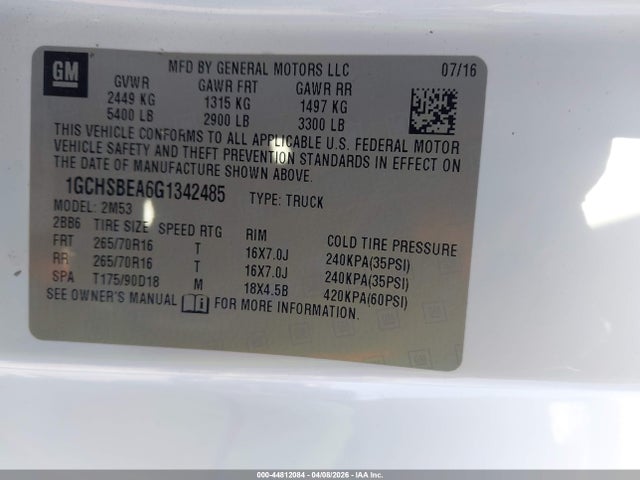 GM
MFD BY GENERAL MOTORS LLC 07/16
GVWR GAWR FRT GAWR RR
2449 KG 1315 KG 1497 KG
5400 LB 2900 LB 3300 LB
THIS VEHICLE CONFORMS TO ALL APPLICABLE U.S. FEDERAL MOTOR
VEHICLE SAFETY AND THEFT PREVENTION STANDARDS IN EFFECT ON
THE DATE OF MANUFACTURE SHOWN ABOVE.
1GCHSBEA6G1342485 TYPE: TRUCK
MODEL: 2M53
2BB6 TIRE SIZE SPEED RTG RIM COLD TIRE PRESSURE
FRT 265/70R16 T 16X7.0J 240KPA(35PSI)
RR 265/70R16 T 16X7.0J 240KPA(35PSI)
SPA T175/90D18 M 18X4.5B 420KPA(60PSI)
SEE OWNER'S MANUAL FOR MORE INFORMATION.
000-44812084 - 04/08/2026 - IAA Inc.